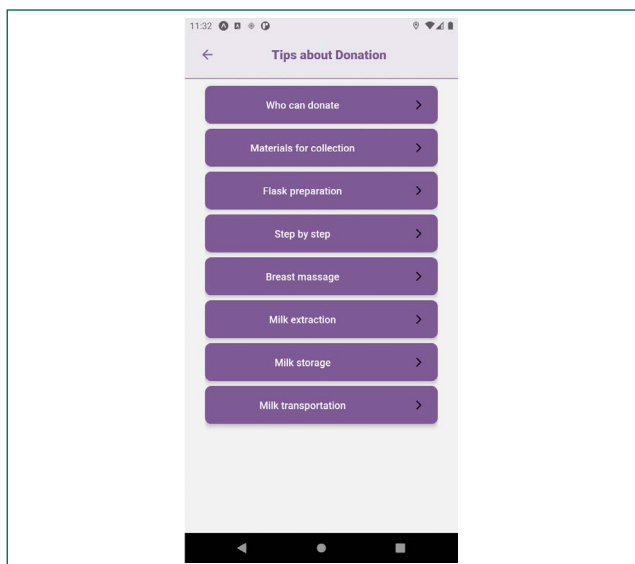 11:32
Tips about Donation
Who can donate
Materials for collection
Flask preparation
Step by step
Breast massage
Milk extraction
Milk storage
Milk transportation